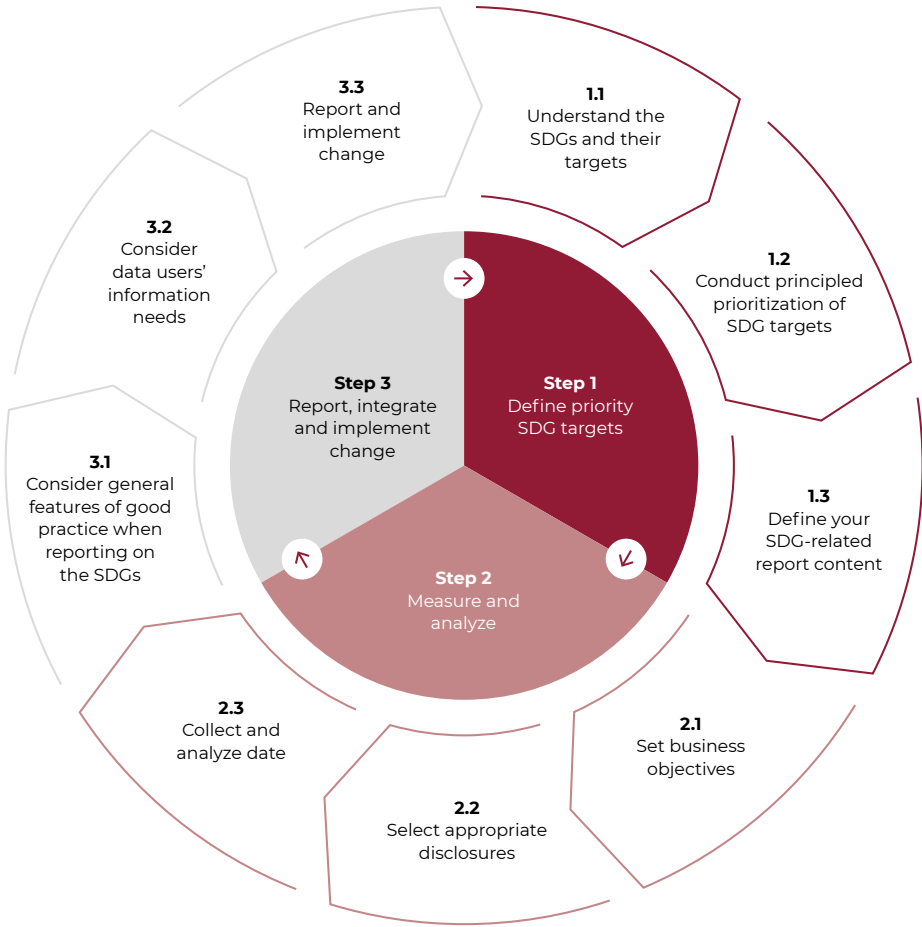 1.1
Understand the
SDGs and their
targets
1.2
Conduct principled
prioritization of
SDG targets
1.3
Define your
SDG-related
report content
2.1
Set business
objectives
2.2
Select appropriate
disclosures
2.3
Collect and
analyze date
3.1
Consider general
features of good
practice when
reporting on
the SDGs
3.2
Consider
data users’
information
needs
3.3
Report and
implement
change
Step 1
Define priority
SDG targets
Step 2
Measure and
analyze
Step 3
Report, integrate
and implement
change